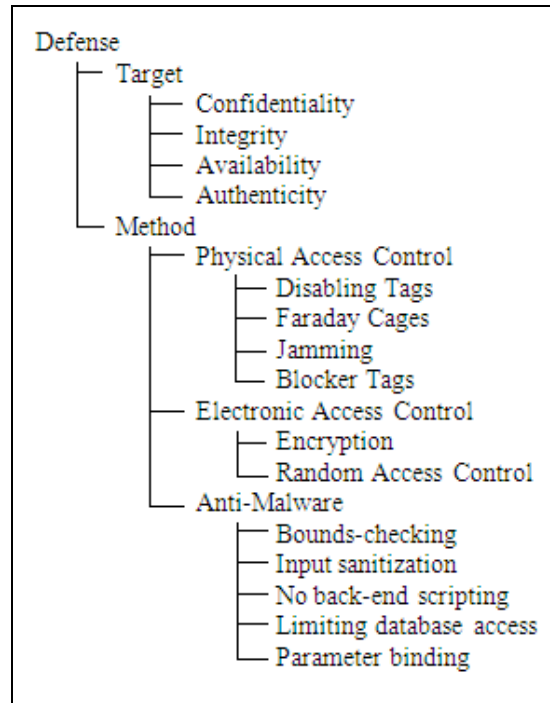 Defense
Target
Confidentiality
Integrity
Availability
Authenticity
Method
Physical Access Control
Disabling Tags
Faraday Cages
Jamming
Blocker Tags
Electronic Access Control
Encryption
Random Access Control
Anti-Malware
Bounds-checking
Input sanitization
No back-end scripting
Limiting database access
Parameter binding